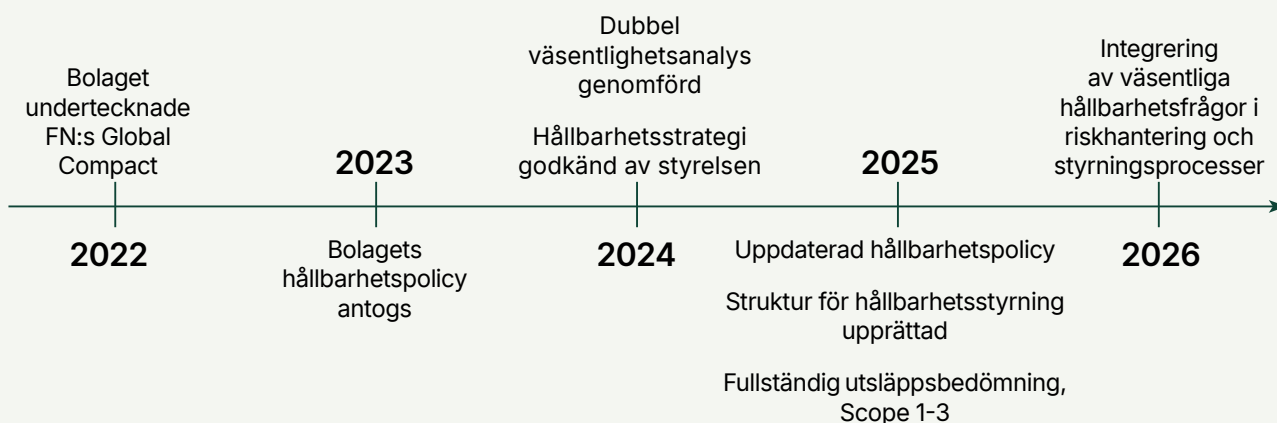 Bolaget
undertecknade
FN:s Global
Compact
2022
2023
Bolagets
hållbarhetspolicy
antogs
Dubbel
väsentlighetsanalys
genomförd
Hållbarhetsstrategi
godkänd av styrelsen
2024
2025
Uppdaterad hållbarhetspolicy
Struktur för hållbarhetsstyrning
upprättad
Fullständig utsläppsbedömning,
Scope 1-3
Integrering
av väsentliga
hållbarhetsfrågor i
riskhantering och
styrningsprocesser
2026